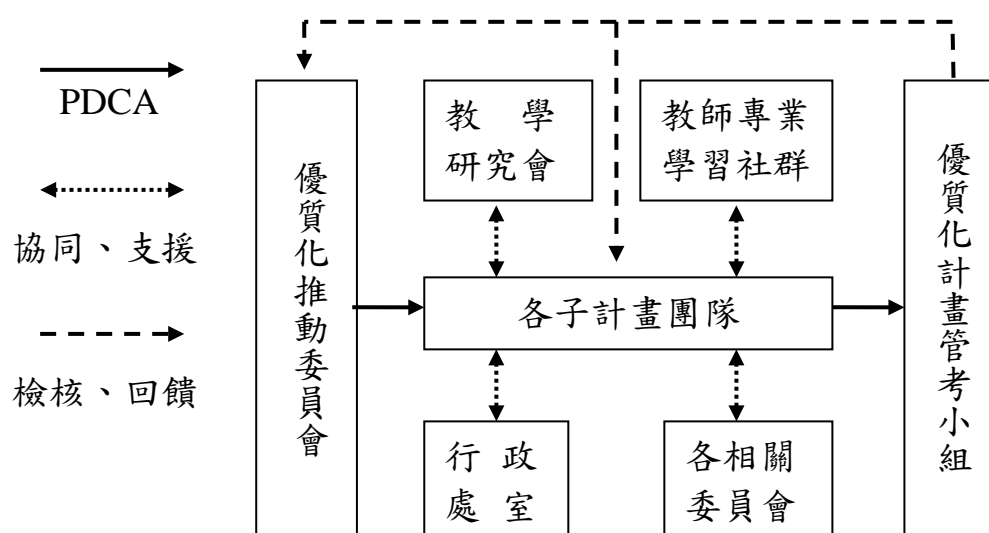 PDCA
協同、支援
檢核、回饋
優質化推動委員會
教　學
研究會
教師專業
學習社群
各子計畫團隊
行 政
處 室
各相關
委員會
優質化計畫管考小組